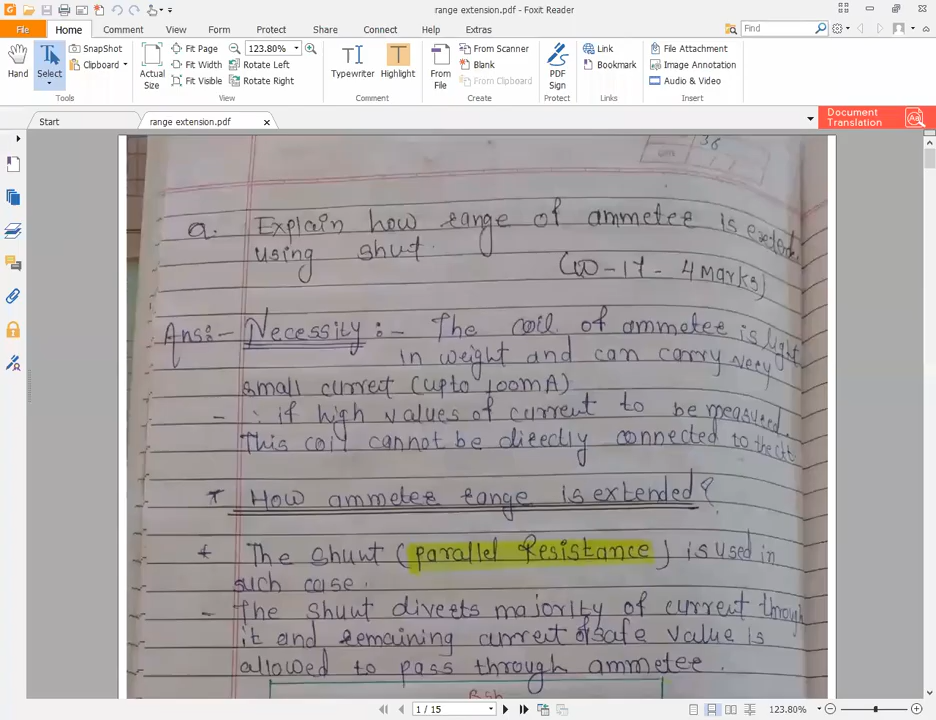 range extension.pdf - Foxit Reader
File Home Comment View Form Protect Share Connect Help Extras
Find
Hand
Select
SnapShot
Clipboard
Tools
Actual Size
Fit Page
Fit Width
Fit Visible
123.80%
Rotate Left
Rotate Right
View
Typewriter
Highlight
Comment
From File
From Scanner
Blank
From Clipboard
Create
PDF Sign
Protect
Link
Bookmark
Links
File Attachment
Image Annotation
Audio & Video
Insert
Start
range extension.pdf
Document Translation
36
a. Explain how range of ammeter is
using shut.
(W-17 - 4 Marks)
Ans:- Necessity :- The coil of ammeter is light
in weight and can carry very
small current (upto 100mA)
- ∴ if high values of current to be measured.
This coil cannot be directly connected to the ckt
* How ammeter range is extended?
+ The shunt (parallel Resistance) is used in
such case.
- The shunt diverts majority of current through
it and remaining current of safe value is
allowed to pass through ammeter.
Rsh
1 / 15
123.80%